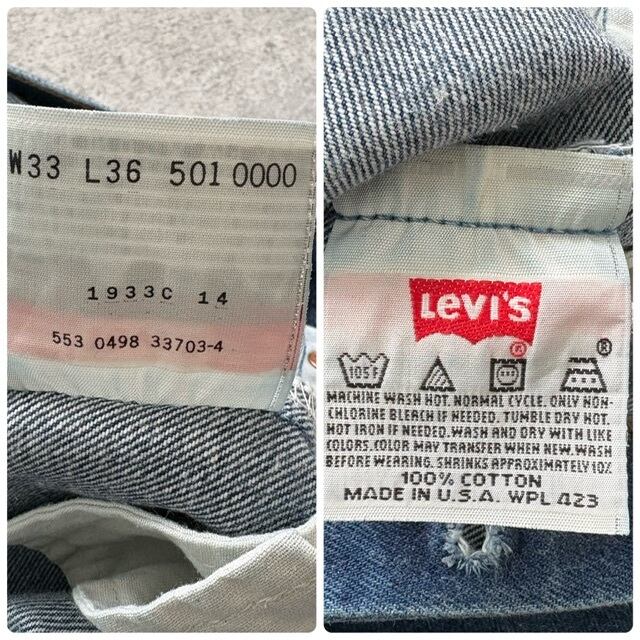 W33 L36 501 0000
1933C 14
553 0498 33703-4
LEVI'S
®
105F
®
MACHINE WASH HOT. NORMAL CYCLE. ONLY NON-
CHLORINE BLEACH IF NEEDED. TUMBLE DRY HOT.
HOT IRON IF NEEDED. WASH AND DRY WITH LIKE
COLORS. COLOR MAY TRANSFER WHEN NEW. WASH
BEFORE WEARING. SHRINKS APPROXIMATELY 10%
100% COTTON
MADE IN U.S.A. WPL 423